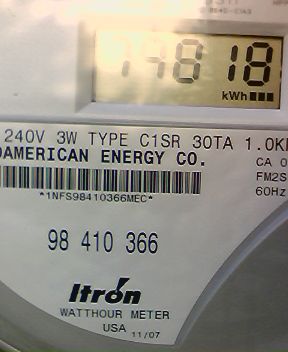 kWh
240V 3W TYPE C1SR 30TA 1.0K
AMERICAN ENERGY CO.
CA 0
FM2S
60Hz
*1NFS98410366MEC*
98 410 366
Itron
WATTHOUR METER
USA 11/07